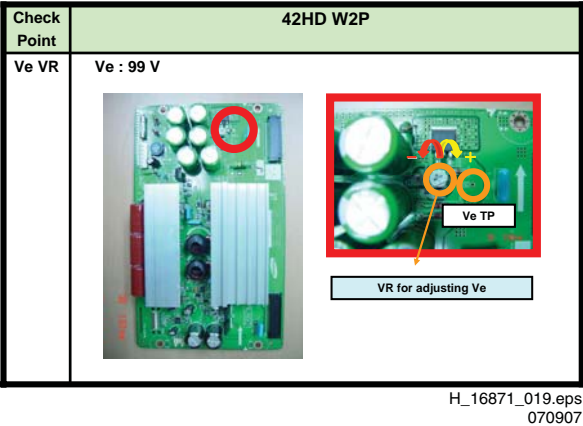 Check Point
42HD W2P
Ve VR
Ve : 99 V
-
+
Ve TP
VR for adjusting Ve
H_16871_019.eps
070907